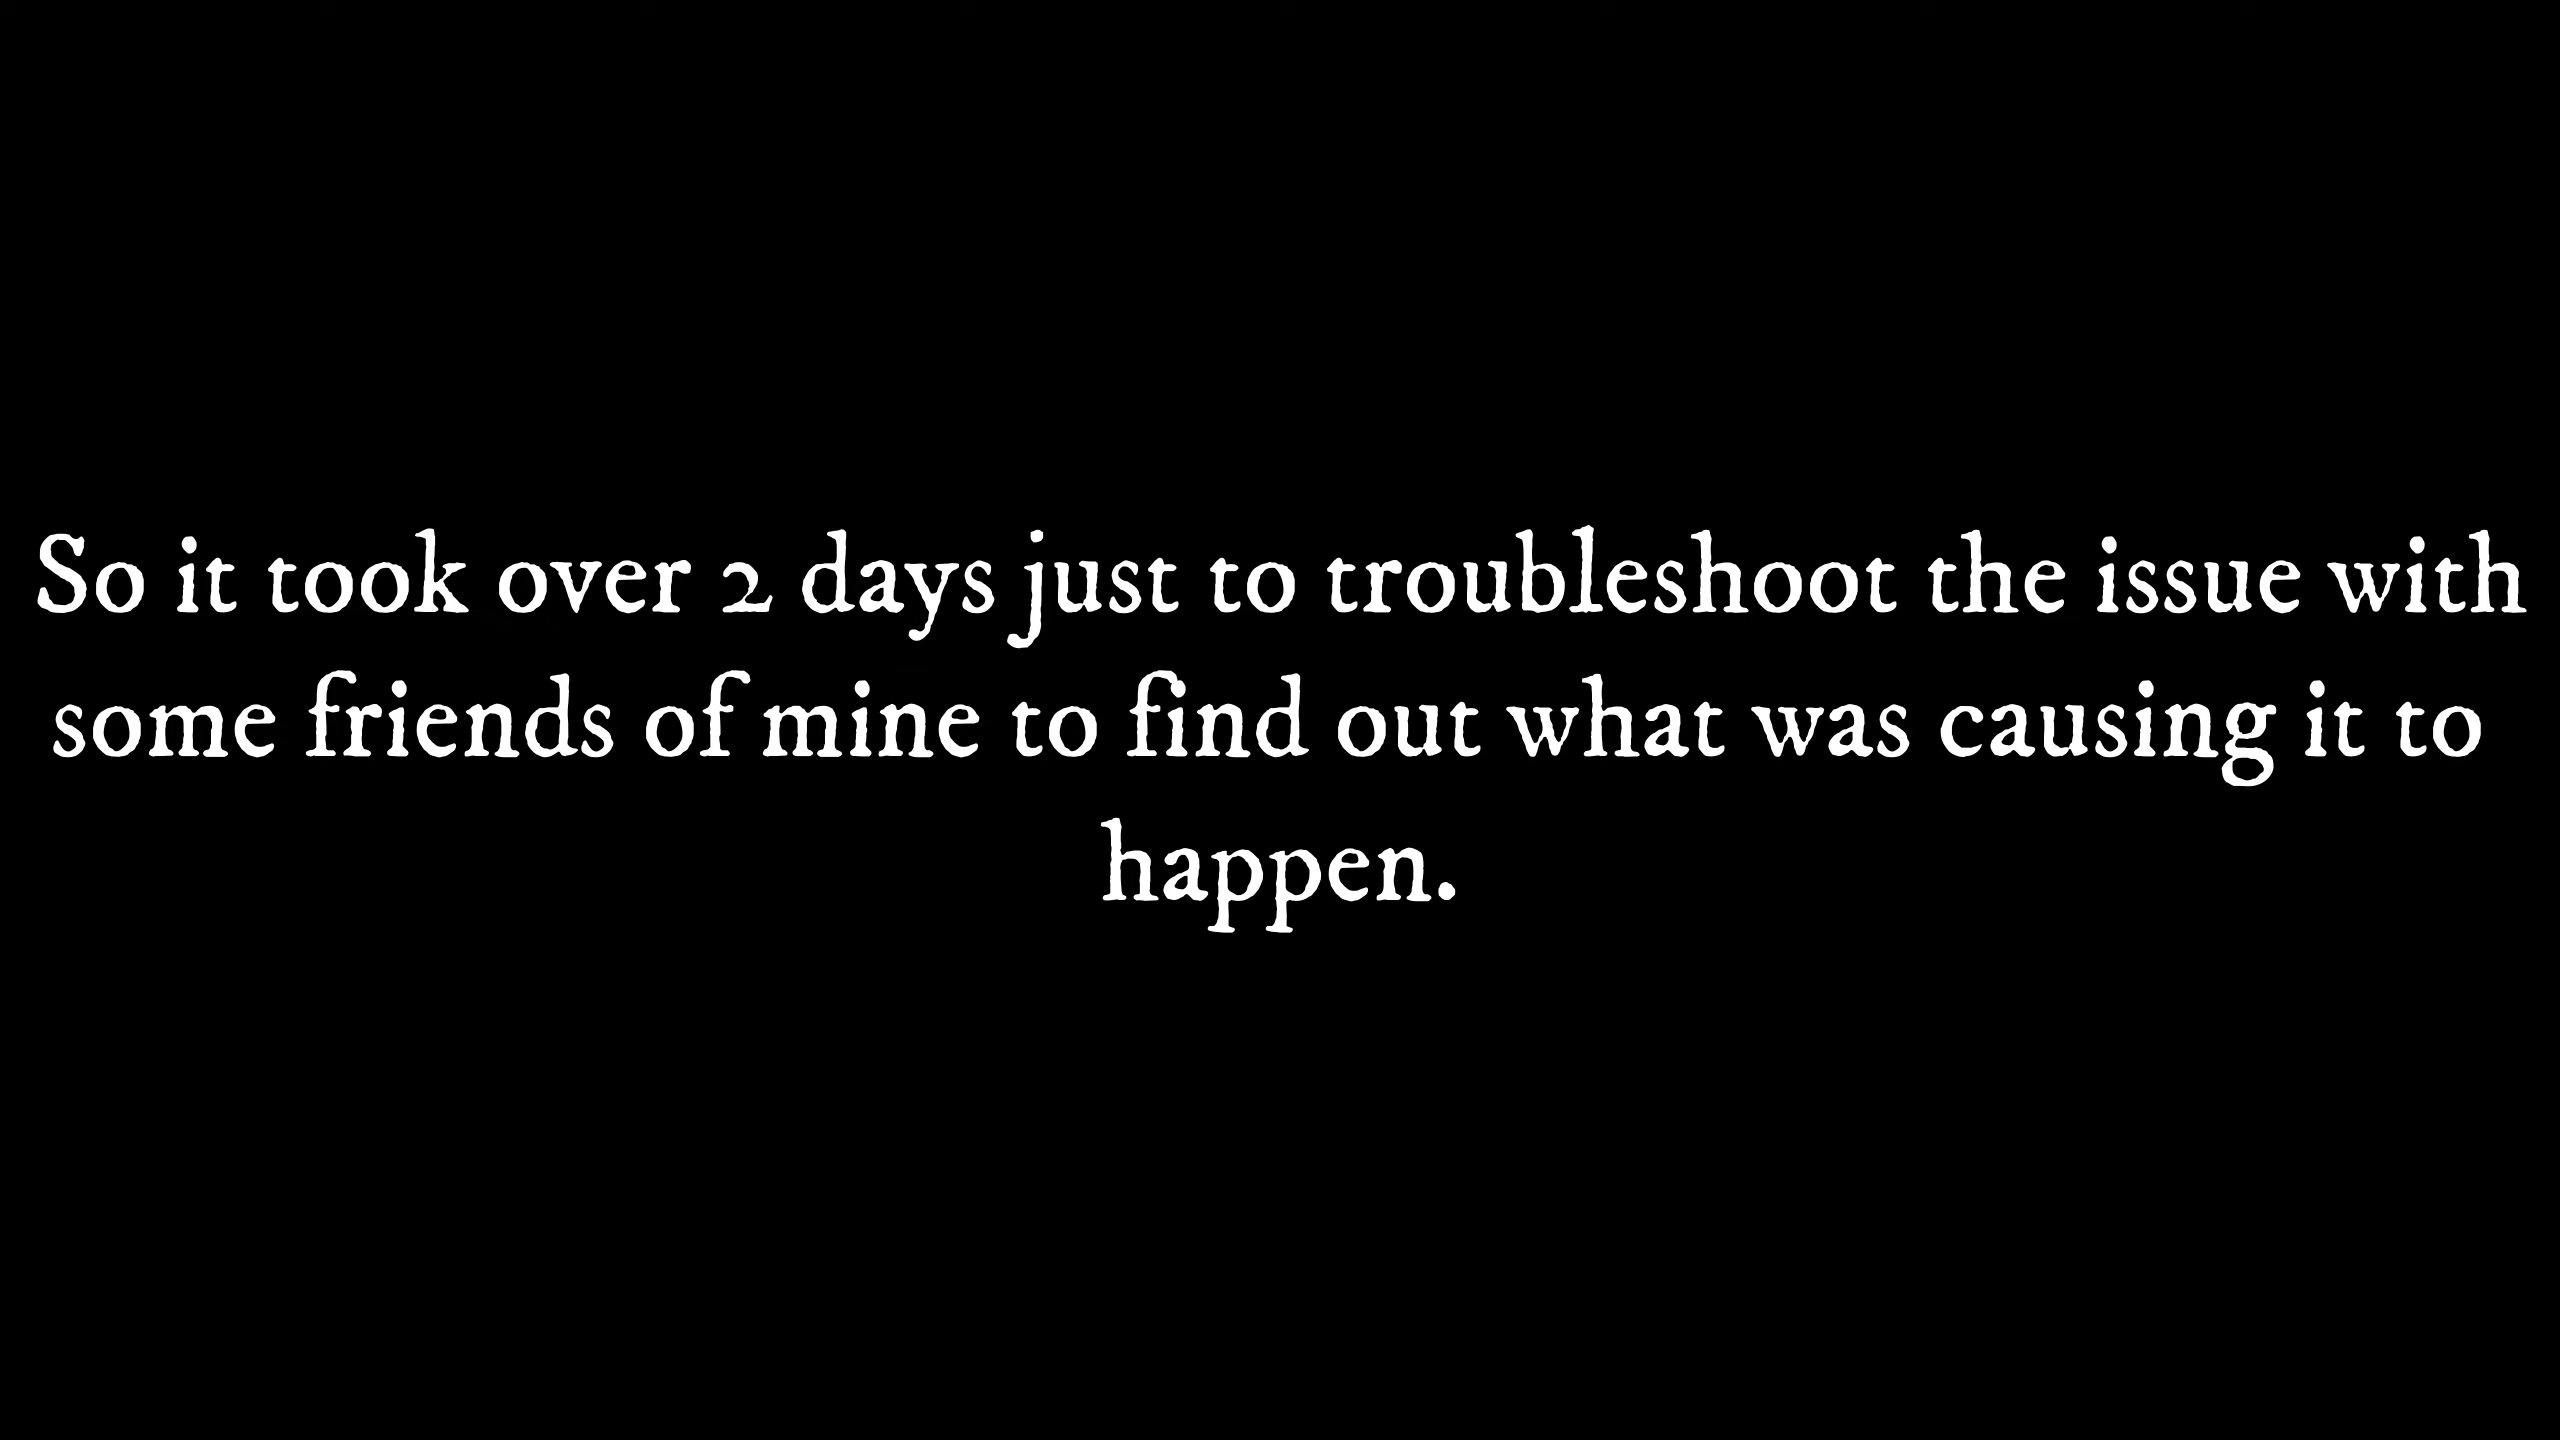 So it took over 2 days just to troubleshoot the issue with
some friends of mine to find out what was causing it to
happen.